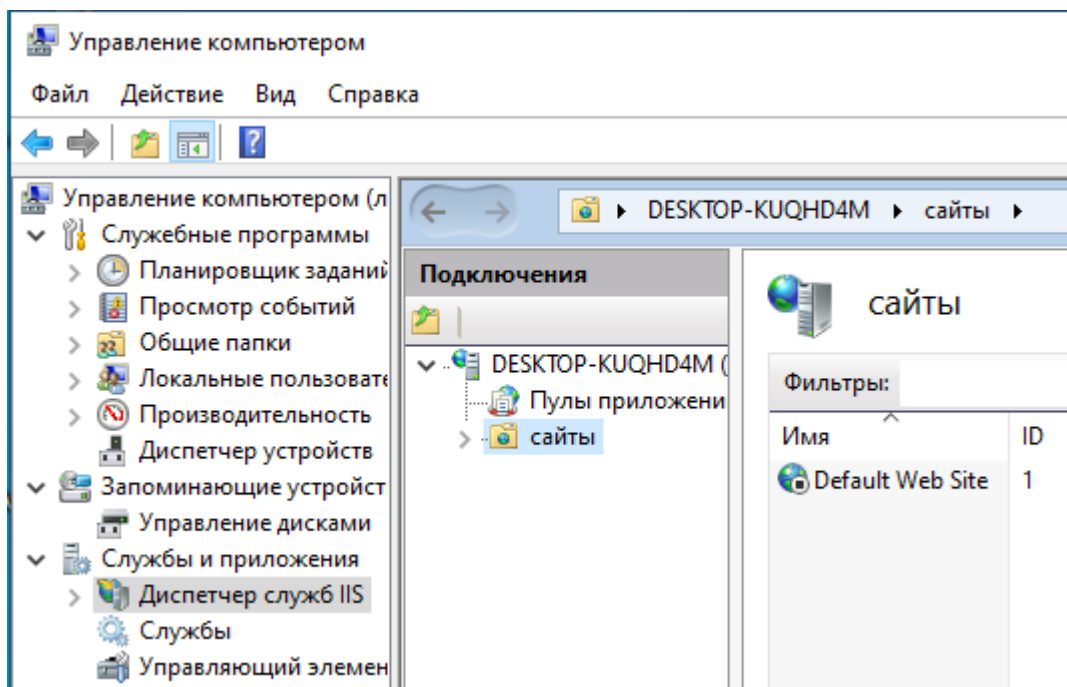 Управление компьютером
Файл Действие Вид Справка
Управление компьютером (л
Служебные программы
Планировщик заданий
Просмотр событий
Общие папки
Локальные пользовате
Производительность
Диспетчер устройств
Запоминающие устройст
Управление дисками
Службы и приложения
Диспетчер служб IIS
Службы
Управляющий элемен
DESKTOP-KUQHD4M сайты
Подключения
DESKTOP-KUQHD4M (
Пулы приложени
сайты
сайты
Фильтры:
Имя ID
Default Web Site 1